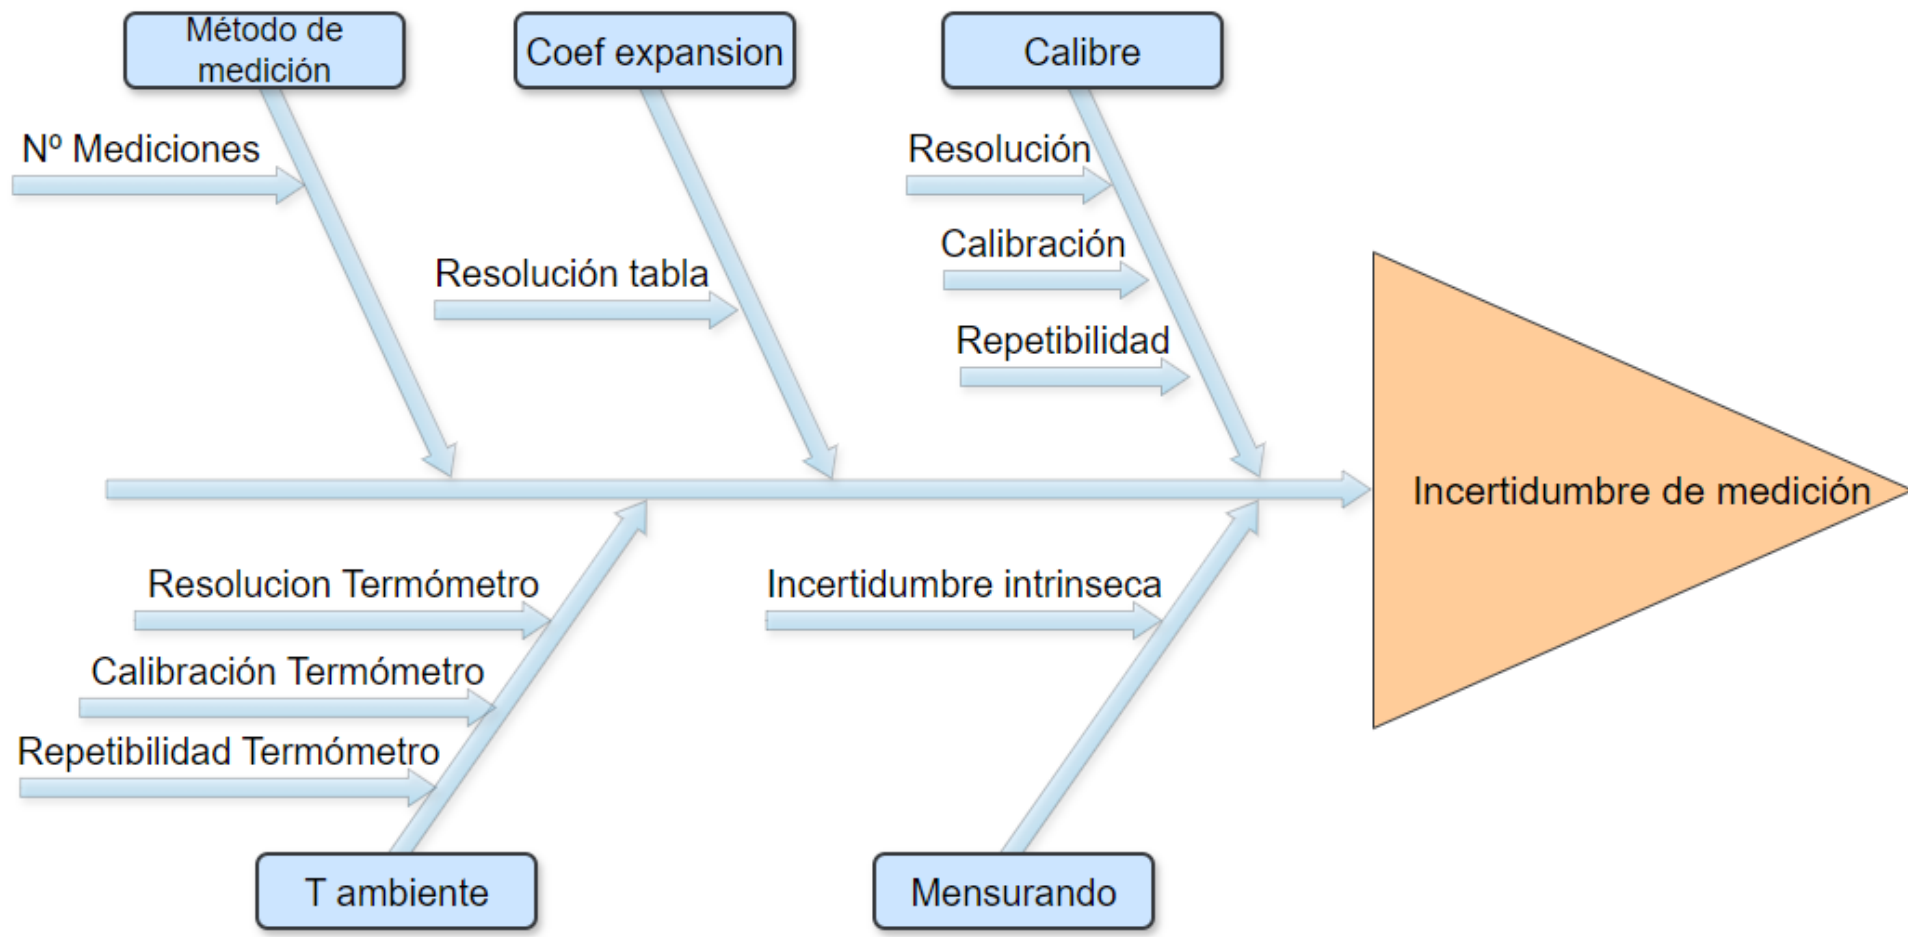 Método de
medición
Coef expansion
Calibre
Nº Mediciones
Resolución
Calibración
Resolución tabla
Repetibilidad
Incertidumbre de medición
Resolucion Termómetro
Incertidumbre intrinseca
Calibración Termómetro
Repetibilidad Termómetro
T ambiente
Mensurando